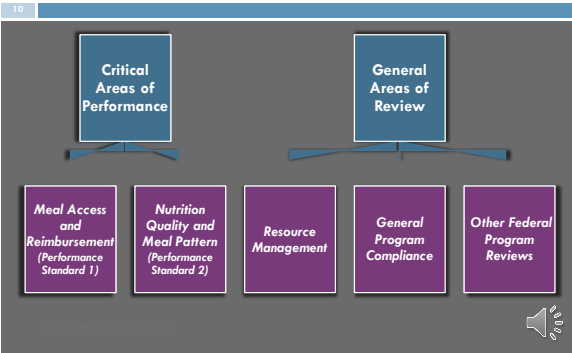 10
Critical
Areas of
Performance
General
Areas of
Review
Meal Access
and
Reimbursement
(Performance
Standard 1)
Nutrition
Quality and
Meal Pattern
(Performance
Standard 2)
Resource
Management
General
Program
Compliance
Other Federal
Program
Reviews